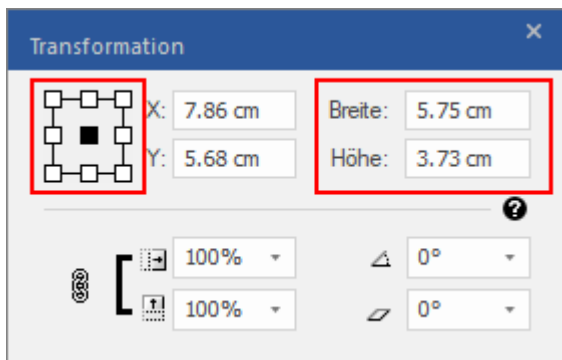 Transformation
X: 7.86 cm Breite: 5.75 cm
Y: 5.68 cm Höhe: 3.73 cm
100% 0°
100% 0°